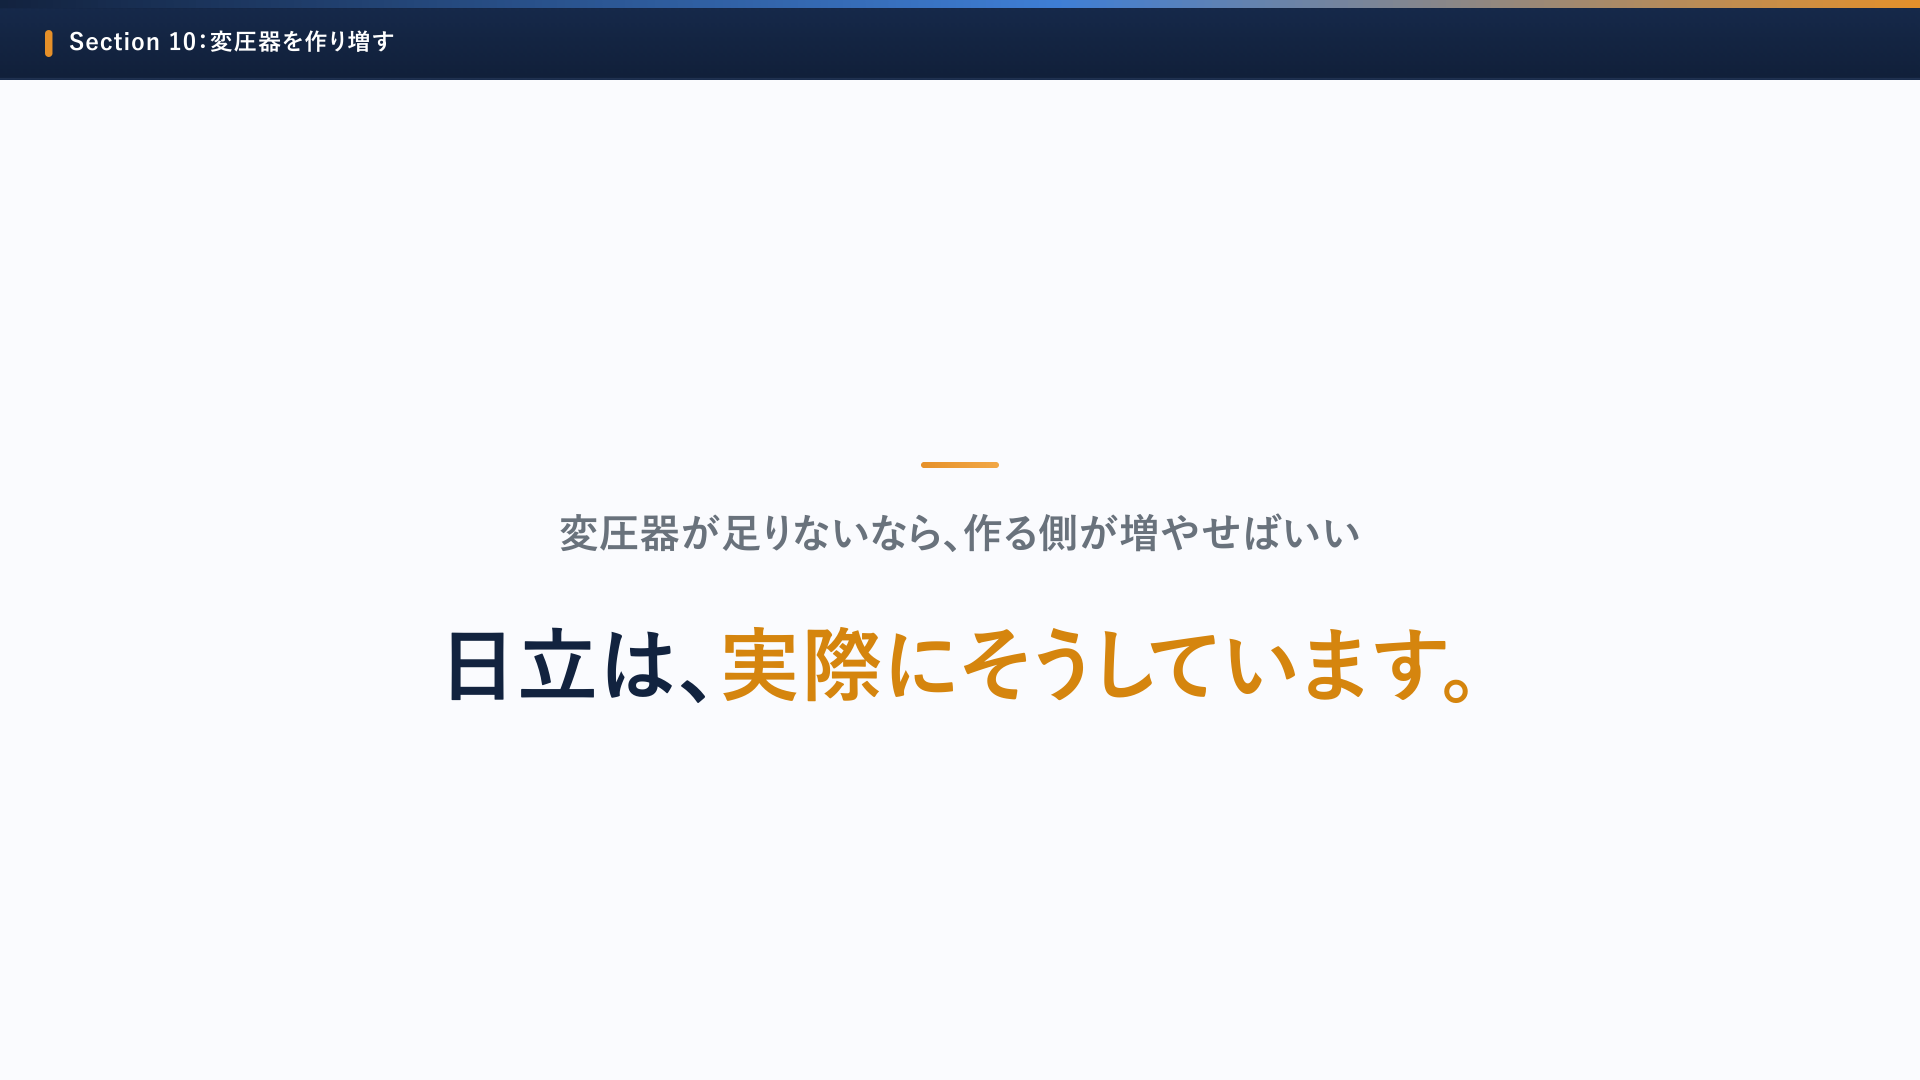 Section 10：変圧器を作り増す
変圧器が足りないなら、作る側が増やせばいい
日立は、実際にそうしています。